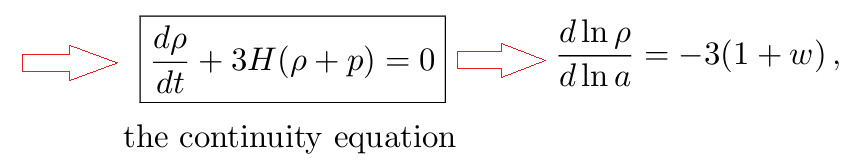 dρ/dt + 3H(ρ + p) = 0
d ln ρ/d ln a = −3(1 + w) ,
the continuity equation